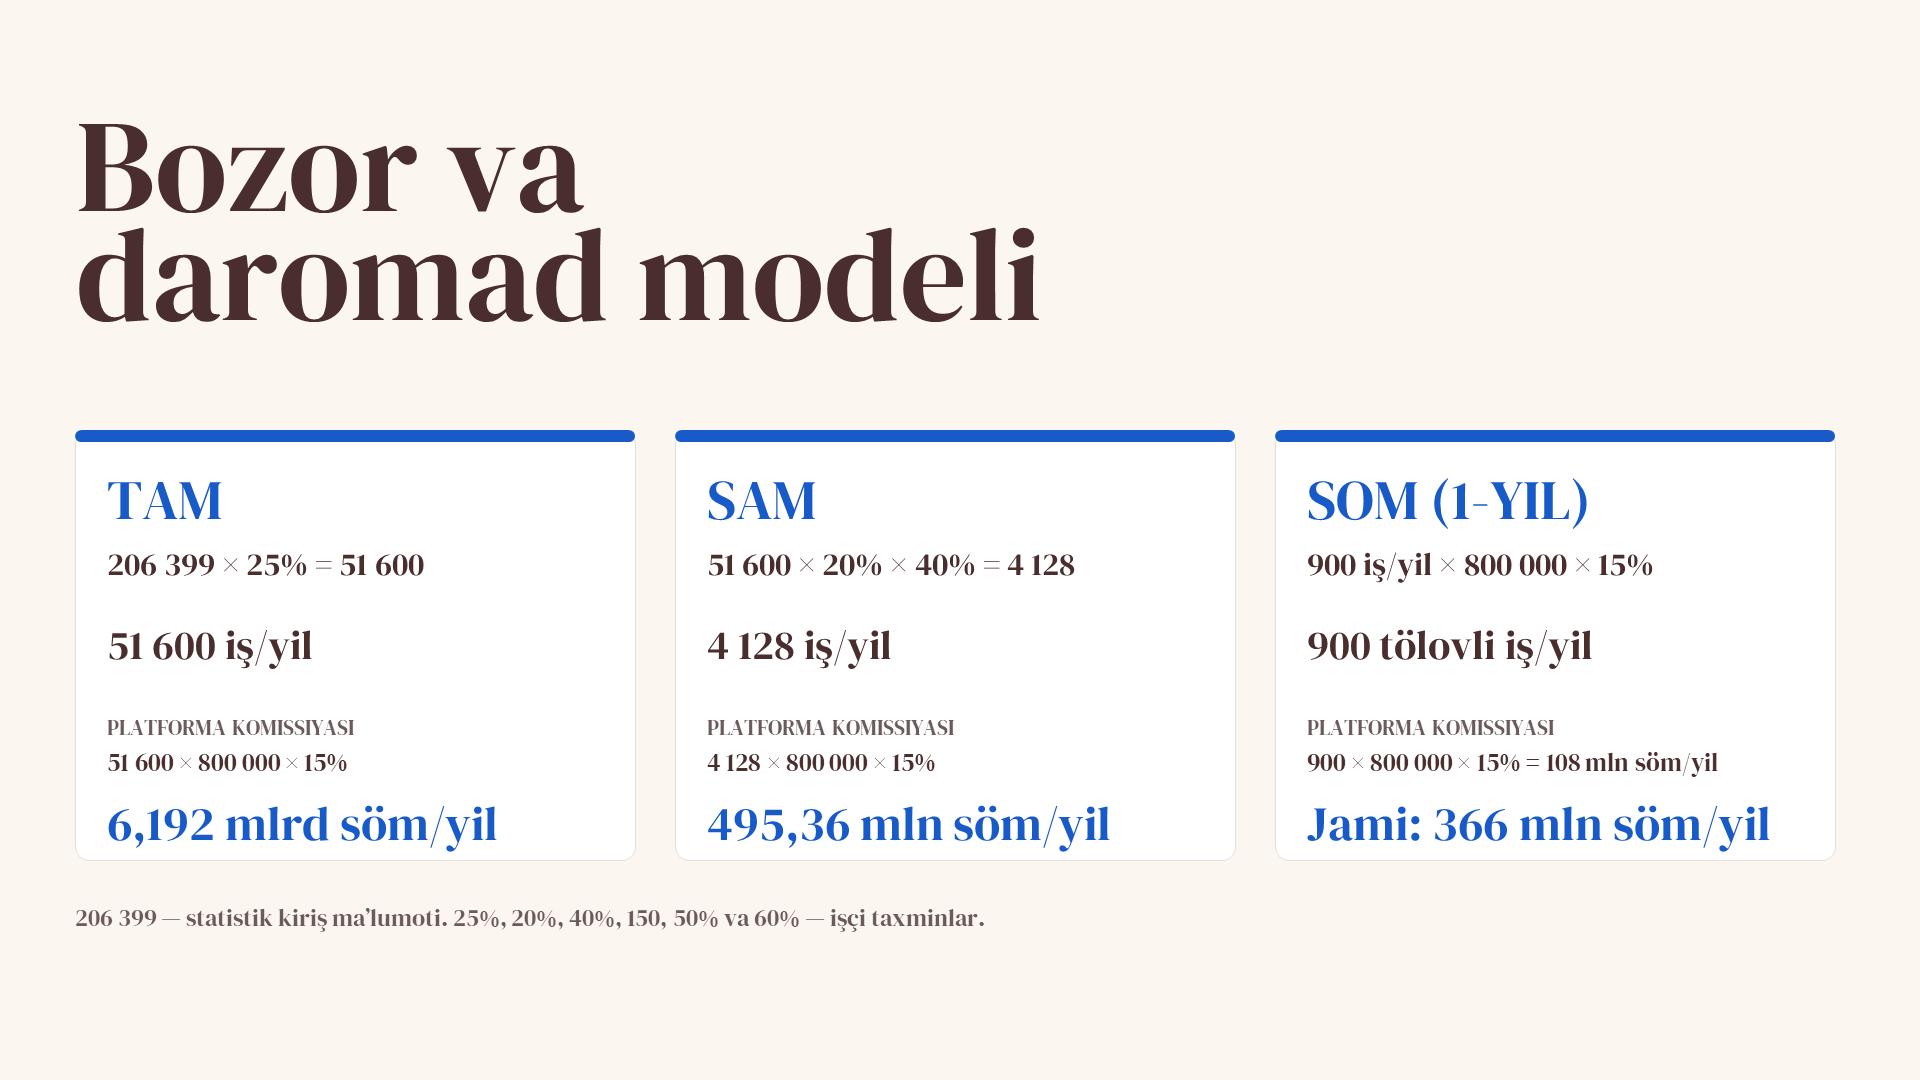 Bozor va
daromad modeli
TAM
206 399 × 25% = 51 600
51 600 iş/yil
PLATFORMA KOMISSIYASI
51 600 × 800 000 × 15%
6,192 mlrd söm/yil
SAM
51 600 × 20% × 40% = 4 128
4 128 iş/yil
PLATFORMA KOMISSIYASI
4 128 × 800 000 × 15%
495,36 mln söm/yil
SOM (1-YIL)
900 iş/yil × 800 000 × 15%
900 tölovli iş/yil
PLATFORMA KOMISSIYASI
900 × 800 000 × 15% = 108 mln söm/yil
Jami: 366 mln söm/yil
206 399 — statistik kiriş ma’lumoti. 25%, 20%, 40%, 150, 50% va 60% — işçi taxminlar.